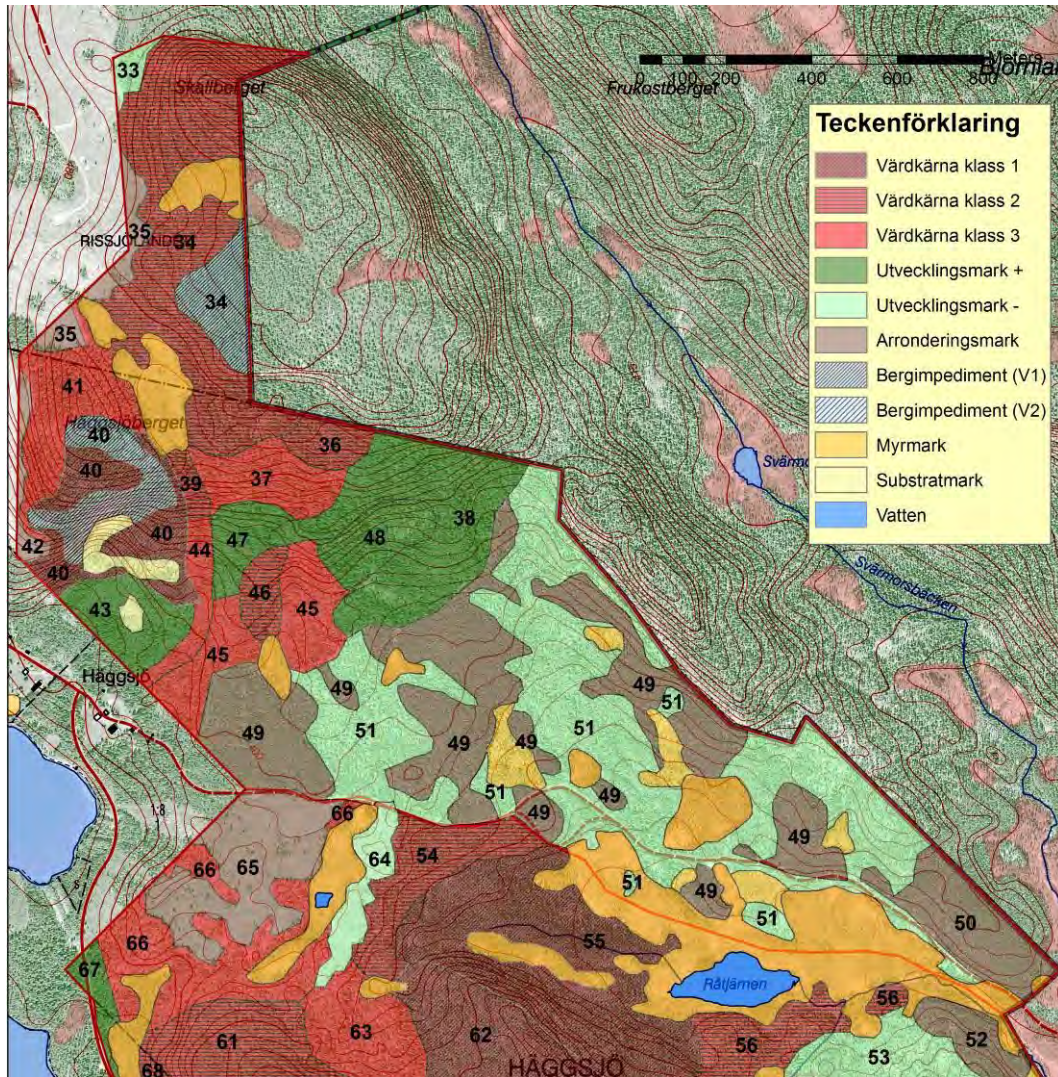 33
Skallberget
Meters
0 100 200 400 600 800
Frukostberget
Teckenförklaring
Värdkärna klass 1
Värdkärna klass 2
Värdkärna klass 3
Utvecklingsmark +
Utvecklingsmark -
Arronderingsmark
Bergimpediment (V1)
Bergimpediment (V2)
Myrmark
Substratmark
Vatten
35
34
34
35
41
Häggsjöberget
40
36
40
37
39
38
40
44
47
48
42
40
46
43
45
45
Svärmorsbäcken
Häggsjö
49
49
51
49
51
49
51
49
51
49
49
49
66
54
64
66
65
51
49
51
50
55
66
67
Råtjärnen
56
61
63
62
56
52
53
68
HÄGGSJÖ